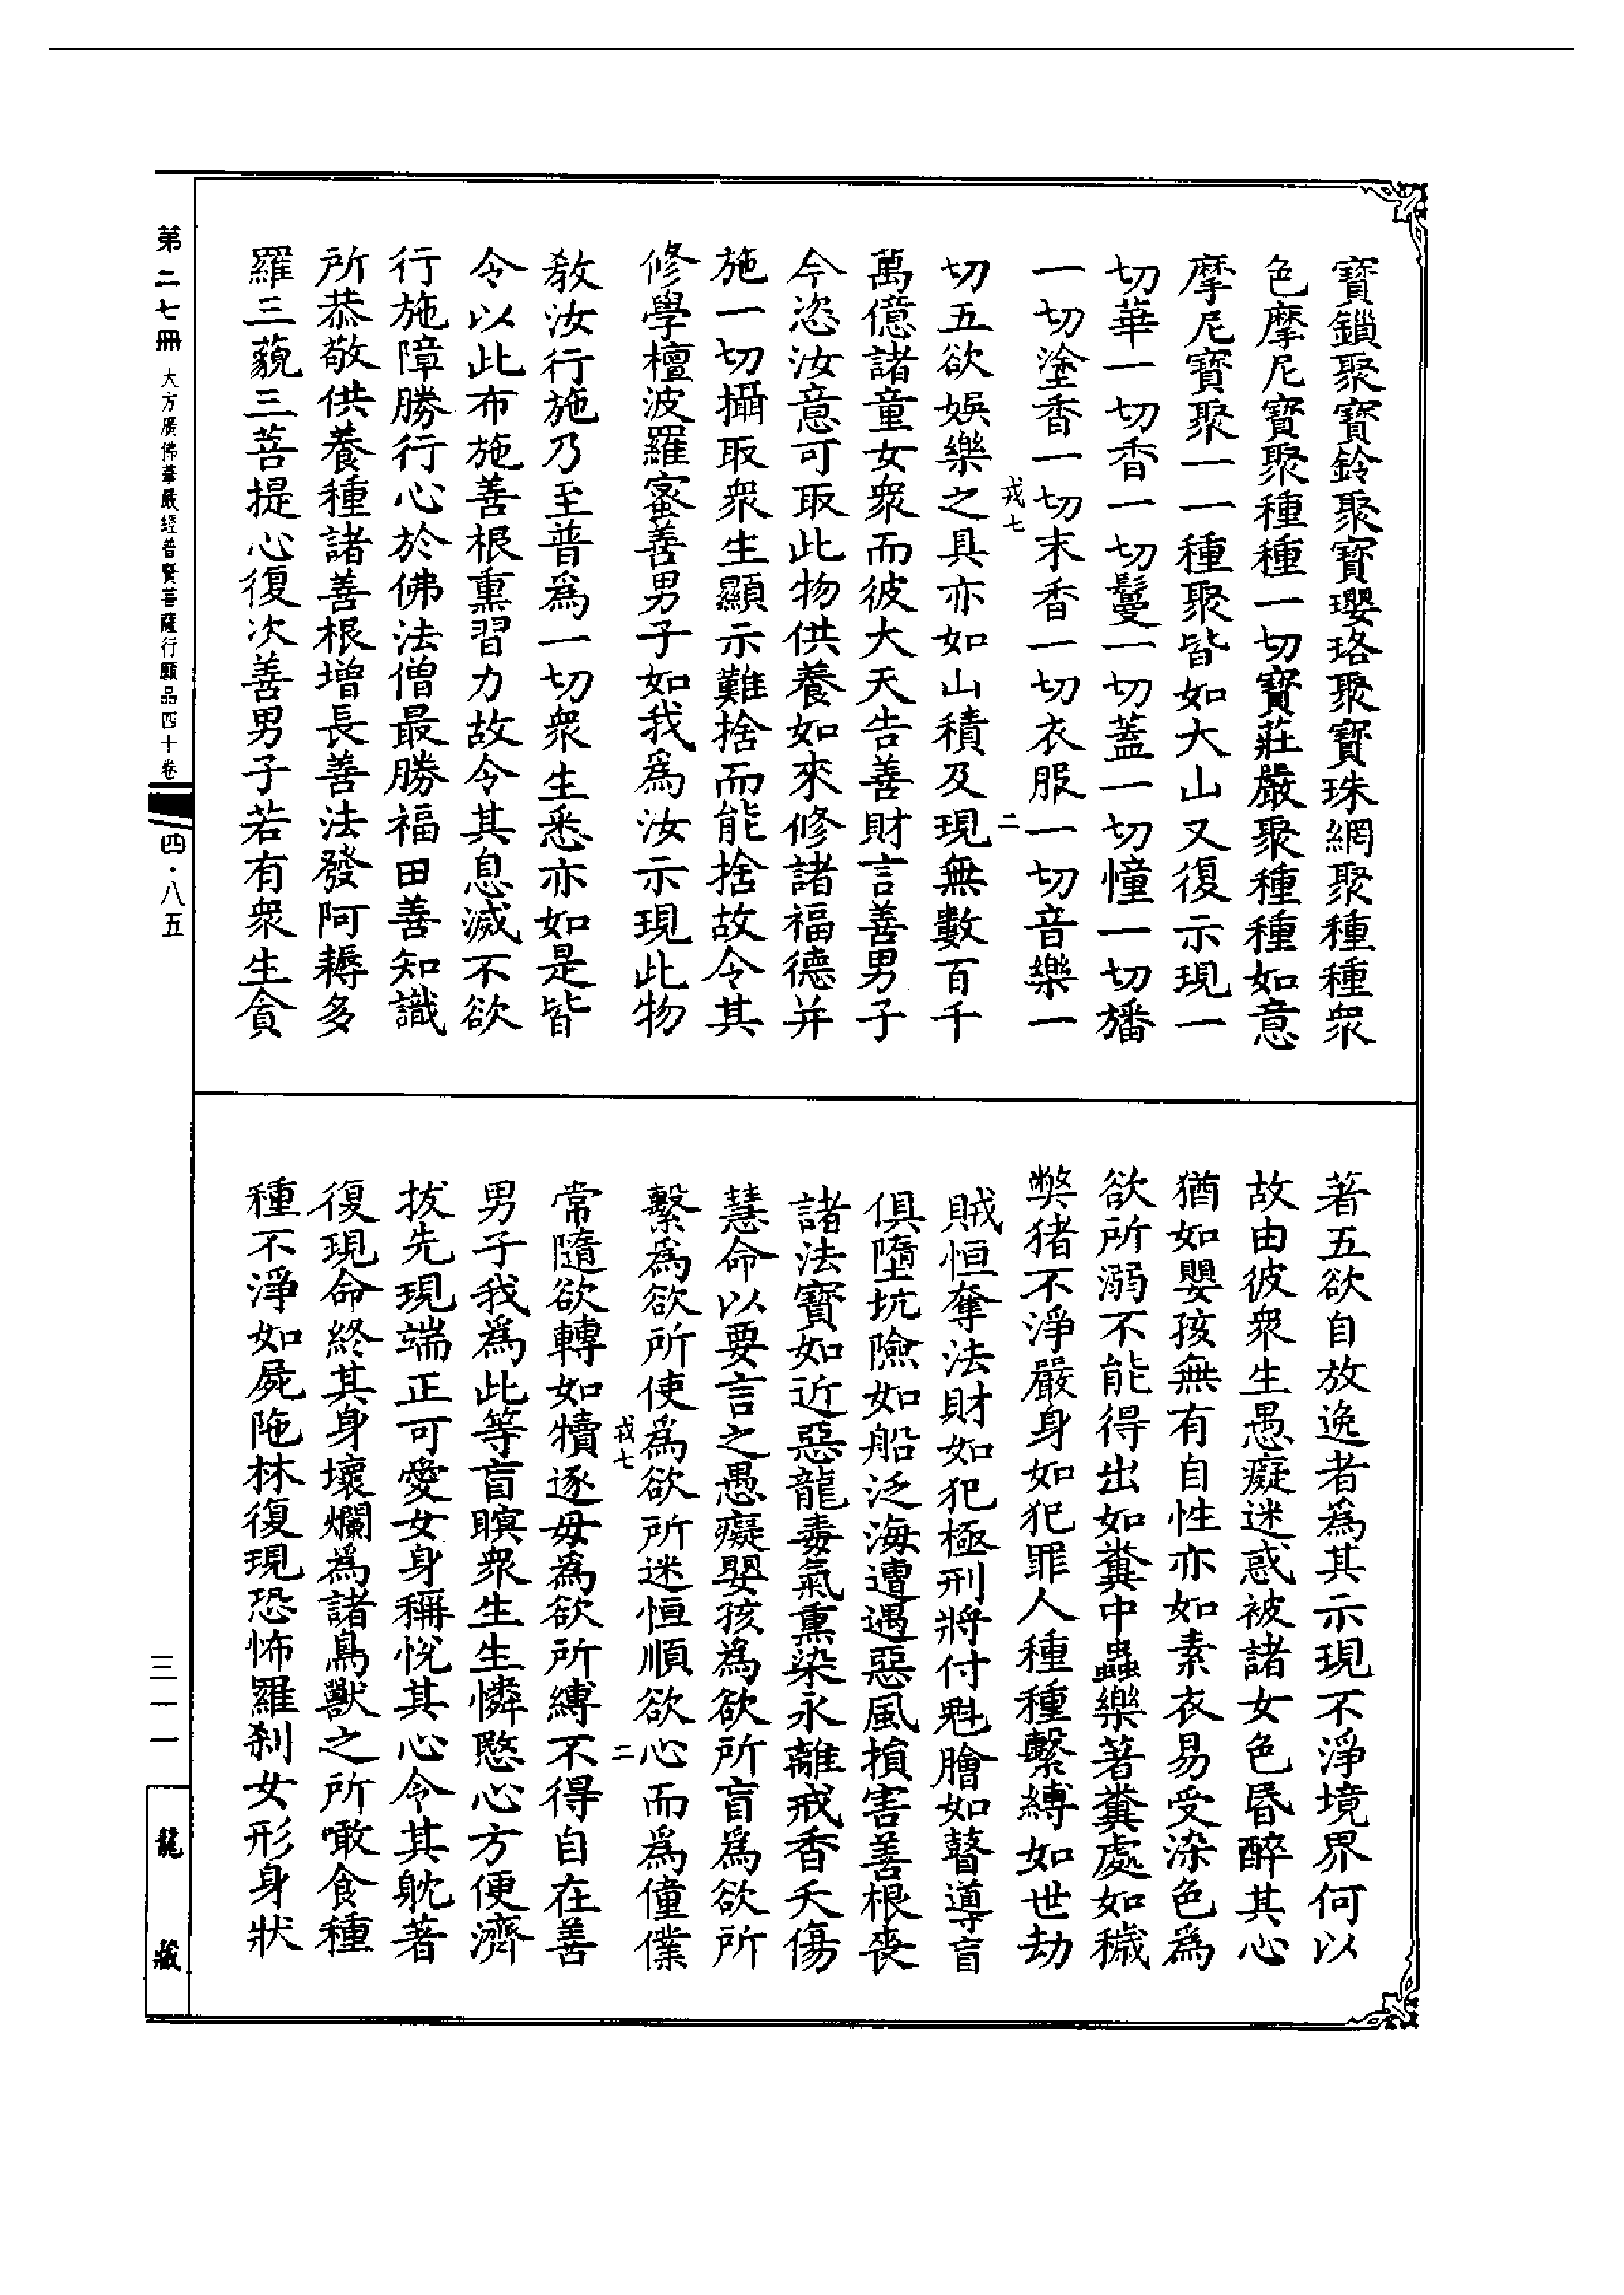 寳鎻聚寳鈴聚寳瓔珞聚寳珠網聚種種衆
色摩尼寳聚種種一切寳莊嚴聚種種如意
摩尼寳聚一一種聚皆如大山又復示現一
切華一切香一切鬘一切蓋一切幢一切旛
一切塗香一切末香一切衣服一切音樂一
戎七
二
切五欲娛樂之具亦如山積及現無數百千
萬億諸童女衆而彼大天告善財言善男子
今恣汝意可取此物供養如來修諸福德并
施一切攝取衆生顯示難捨而能捨故令其
修學檀波羅蜜善男子如我爲汝示現此物
教汝行施乃至普爲一切衆生悉亦如是皆
令以此布施善根熏習力故令其息滅不欲
行施障勝行心於佛法僧最勝福田善知識
所恭敬供養種諸善根增長善法發阿耨多
羅三藐三菩提心復次善男子若有衆生貪
著五欲自放逸者爲其示現不淨境界何以
故由彼衆生愚癡迷惑被諸女色昬醉其心
猶如嬰孩無有自性亦如素衣易受染色爲
欲所溺不能得出如糞中蟲樂著糞處如穢
獘猪不淨嚴身如犯罪人種種繫縛如世劫
賊恒奪法財如犯極刑將付魁膾如瞽導盲
俱墮坑險如船泛海遭遇惡風損害善根喪
諸法寳如近惡龍毒氣熏染永離戒香夭傷
慧命以要言之愚癡嬰孩爲欲所盲爲欲所
繫爲欲所使爲欲所迷恒順欲心而爲僮僕
戎七
二
常隨欲轉如犢逐母爲欲所縛不得自在善
男子我爲此等盲瞑衆生生憐愍心方便濟
拔先現端正可愛女身稱悅其心令其躭著
復現命終其身壞爛爲諸鳥獸之所噉食種
種不淨如屍陁林復現恐怖羅刹女形身狀
第二七冊
大方廣佛華嚴經普賢菩薩行願品四十卷
四·八五
三一一
龍藏